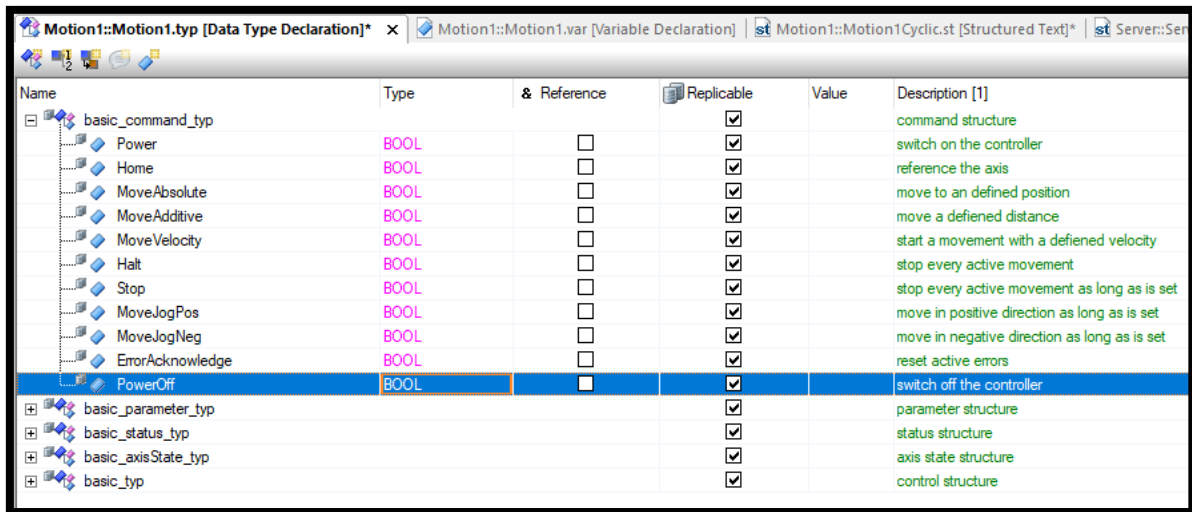 Motion1::Motion1.typ [Data Type Declaration]* x Motion1::Motion1.var [Variable Declaration] st Motion1::Motion1Cyclic.st [Structured Text]* st Server::Ser
Name Type & Reference Replicable Value Description [1]
basic_command_typ command structure
Power BOOL switch on the controller
Home BOOL reference the axis
MoveAbsolute BOOL move to an defined position
MoveAdditive BOOL move a defiened distance
MoveVelocity BOOL start a movement with a defiened velocity
Halt BOOL stop every active movement
Stop BOOL stop every active movement as long as is set
MoveJogPos BOOL move in positive direction as long as is set
MoveJogNeg BOOL move in negative direction as long as is set
ErrorAcknowledge BOOL reset active errors
PowerOff BOOL switch off the controller
basic_parameter_typ parameter structure
basic_status_typ status structure
basic_axisState_typ axis state structure
basic_typ control structure